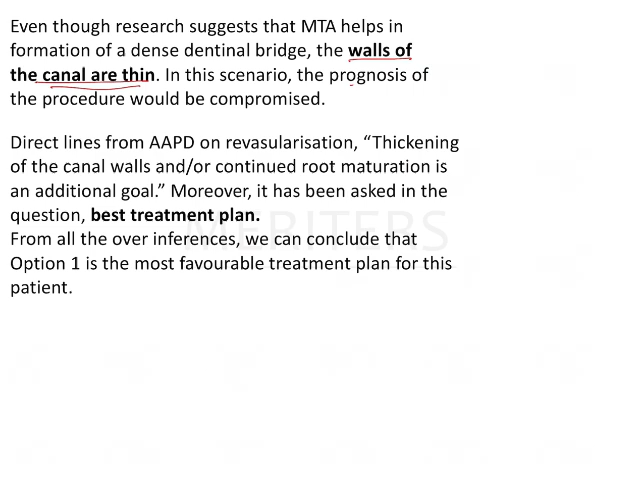 Even though research suggests that MTA helps in
formation of a dense dentinal bridge, the walls of
the canal are thin. In this scenario, the prognosis of
the procedure would be compromised.
Direct lines from AAPD on revasularisation, “Thickening
of the canal walls and/or continued root maturation is
an additional goal.” Moreover, it has been asked in the
question, best treatment plan.
MERITERS
From all the over inferences, we can conclude that
Option 1 is the most favourable treatment plan for this
patient.